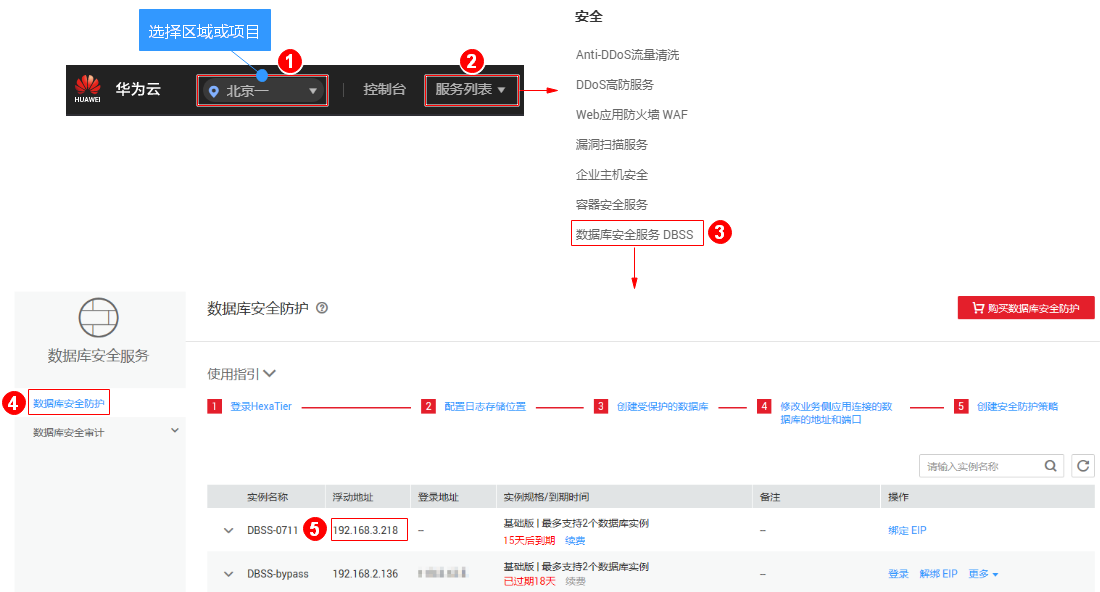 选择区域或项目
安全
1
2
HUAWEI
华为云
北京一
控制台
服务列表
Anti-DDoS流量清洗
DDoS高防服务
Web应用防火墙 WAF
漏洞扫描服务
企业主机安全
容器安全服务
数据库安全服务 DBSS
3
数据库安全服务
数据库安全防护
购买数据库安全防护
使用指引
4
数据库安全防护
数据库安全审计
1 登录HexaTier
2 配置日志存储位置
3 创建受保护的数据库
4 修改业务侧应用连接的数
据库的地址和端口
5 创建安全防护策略
请输入实例名称
实例名称 浮动地址 登录地址 实例规格/到期时间 备注 操作
DBSS-0711 5 192.168.3.218 -- 基础版 | 最多支持2个数据库实例 -- 绑定 EIP
15天后到期 续费
DBSS-bypass 192.168.2.136 基础版 | 最多支持2个数据库实例 -- 登录 解绑 EIP 更多
已过期18天 续费